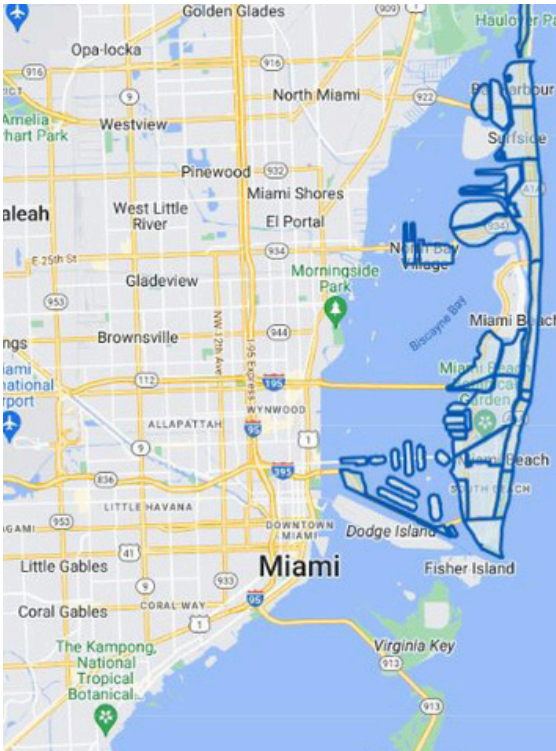 Golden Glades
909
Haulover Pa
Opa-locka
916
916
9
North Miami
922
Bal Harbour
Amelia
hart Park
Westview
Surfside
Pinewood
932
Miami Shores
A1A
aleah
West Little
River
El Portal
934
E 25th St
934
North Bay
Village
Gladeview
Morningside
Park
953
NW 12th Ave
I-95 Express
Biscayne Bay
Miami Beach
ngs
Brownsville
944
iami
national
rport
112
195
Miami Beach
Garden
WYNWOOD
ALLAPATTAH
95
1
9
Miami Beach
836
395
SOUTH BEACH
LITTLE HAVANA
953
DOWNTOWN
MIAMI
Dodge Island
AGAMI
41
Little Gables
Miami
Fisher Island
9
933
Coral Gables
CORAL WAY
95
1
The Kampong,
National
Tropical
Botanical...
Virginia Key
913
913